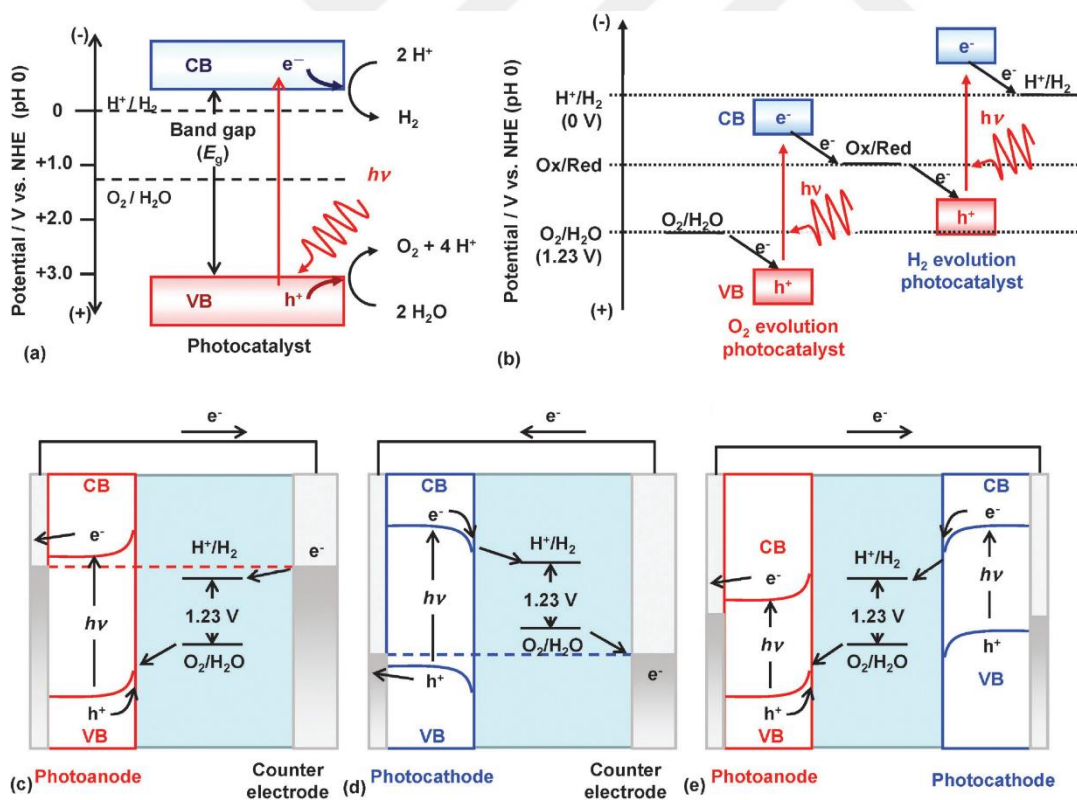 Potential / V vs. NHE (pH 0)
(-)
0
+1.0
+2.0
+3.0
(+)
H⁺/ H₂
O₂ / H₂O
CB
e⁻
Band gap
(Eg)
hν
VB
h⁺
2 H⁺
H₂
O₂ + 4 H⁺
2 H₂O
Photocatalyst
(a)
Potential / V vs. NHE (pH 0)
(-)
H⁺/H₂
(0 V)
Ox/Red
O₂/H₂O
(1.23 V)
(+)
e⁻
e⁻
H⁺/H₂
CB
e⁻
e⁻
Ox/Red
e⁻
hν
hν
O₂/H₂O
e⁻
h⁺
VB
h⁺
H₂ evolution
photocatalyst
O₂ evolution
photocatalyst
(b)
e⁻
CB
e⁻
H⁺/H₂
e⁻
hν
1.23 V
O₂/H₂O
h⁺
VB
(c)
Photoanode
Counter
electrode
e⁻
CB
e⁻
H⁺/H₂
hν
1.23 V
O₂/H₂O
h⁺
e⁻
VB
(d)
Photocathode
Counter
electrode
e⁻
CB
e⁻
CB
H⁺/H₂
e⁻
hν
1.23 V
hν
O₂/H₂O
h⁺
VB
h⁺
VB
(e)
Photoanode
Photocathode